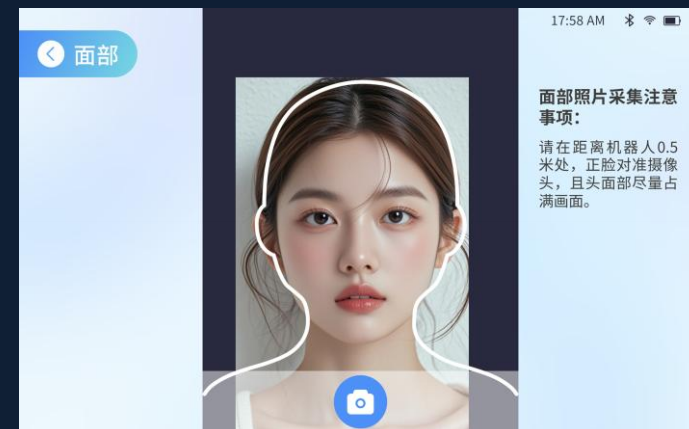 17:58 AM
面部
面部照片采集注意
事项：
请在距离机器人0.5
米处，正脸对准摄像
头，且头面部尽量占
满画面。